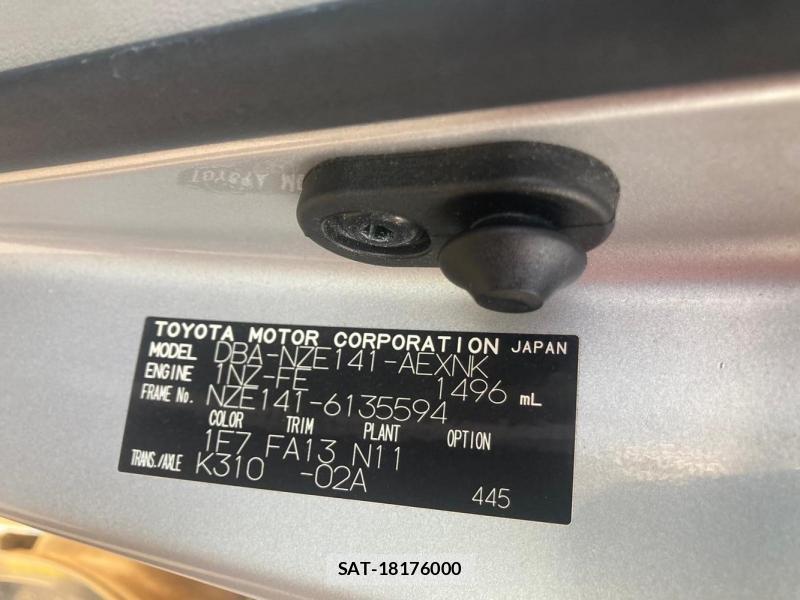 TOYOTA MOTOR CORPORATION JAPAN
MODEL DBA-NZE141-AEXNK
ENGINE 1NZ-FE 1496 mL
FRAME No. NZE141-6135594
COLOR TRIM PLANT OPTION
1F7 FA13 N11
TRANS./AXLE K310 -02A 445
SAT-18176000